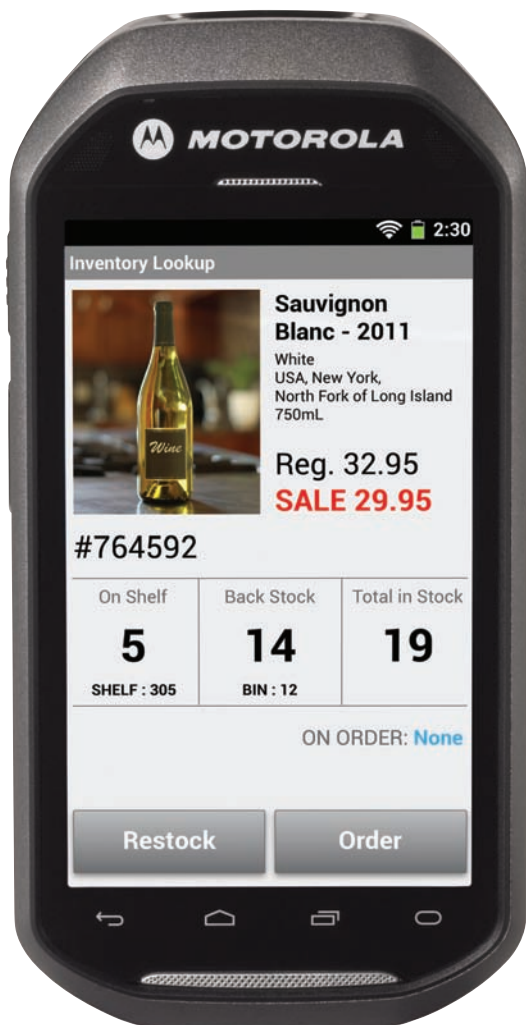 MOTOROLA
2:30
Inventory Lookup
Sauvignon
Blanc - 2011
White
USA, New York,
North Fork of Long Island
750mL
Wine
Reg. 32.95
SALE 29.95
#764592
On Shelf
Back Stock
Total in Stock
5
14
19
SHELF : 305
BIN : 12
ON ORDER: None
Restock
Order